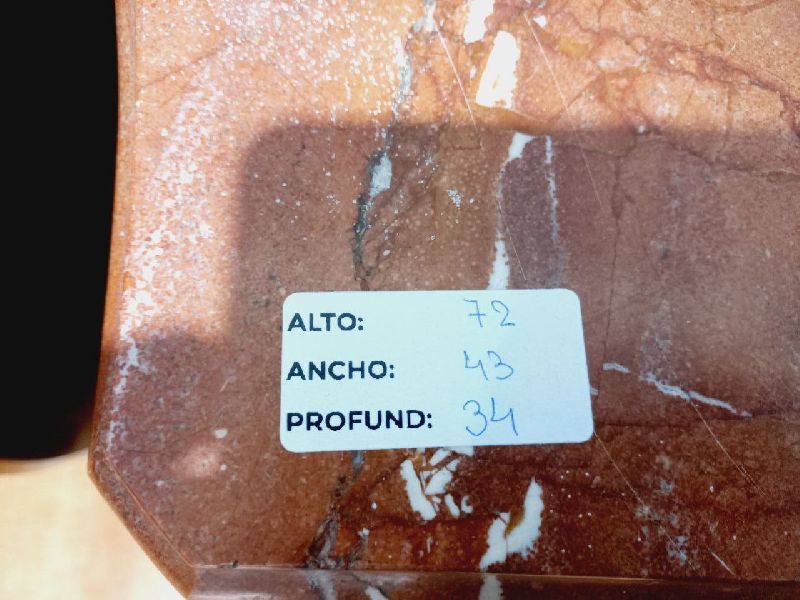 ALTO: 72
ANCHO: 43
PROFUND: 34